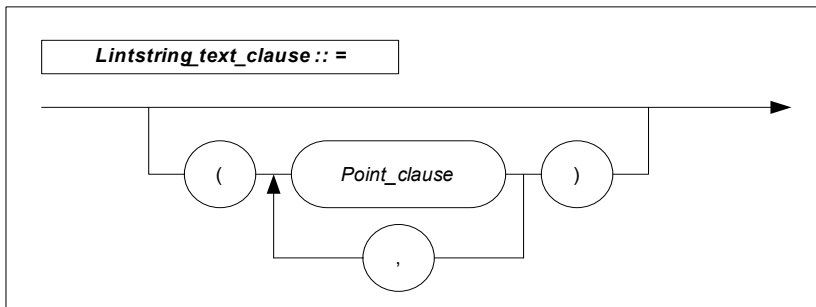 Lintstring_text_clause :: =
( Point_clause )
,